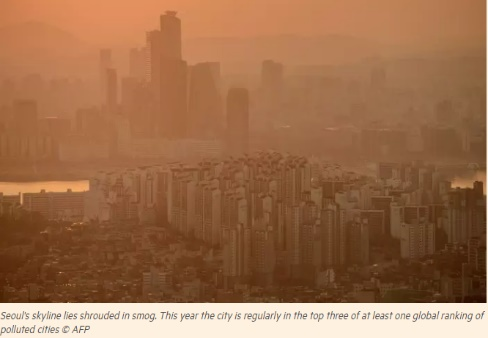 Seoul's skyline lies shrouded in smog. This year the city is regularly in the top three of at least one global ranking of
polluted cities © AFP